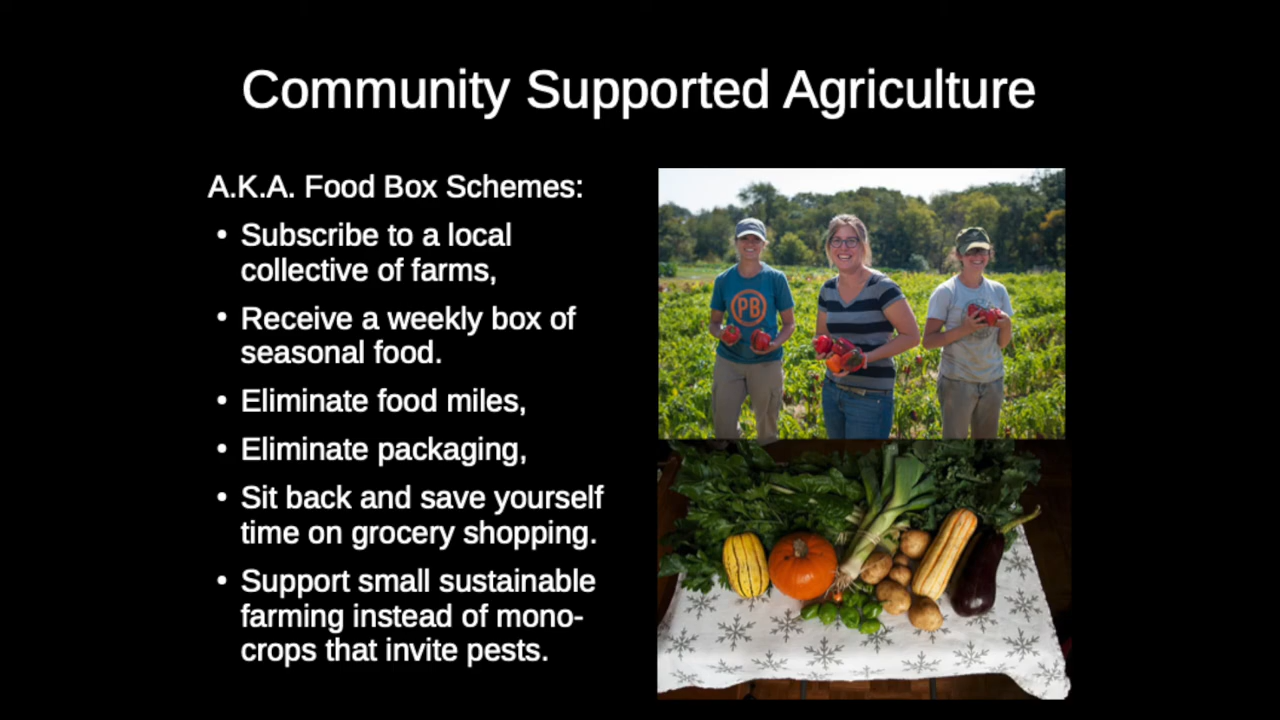 Community Supported Agriculture
A.K.A. Food Box Schemes:
• Subscribe to a local
collective of farms,
• Receive a weekly box of
seasonal food.
• Eliminate food miles,
• Eliminate packaging,
• Sit back and save yourself
time on grocery shopping.
• Support small sustainable
farming instead of mono-
crops that invite pests.
PB